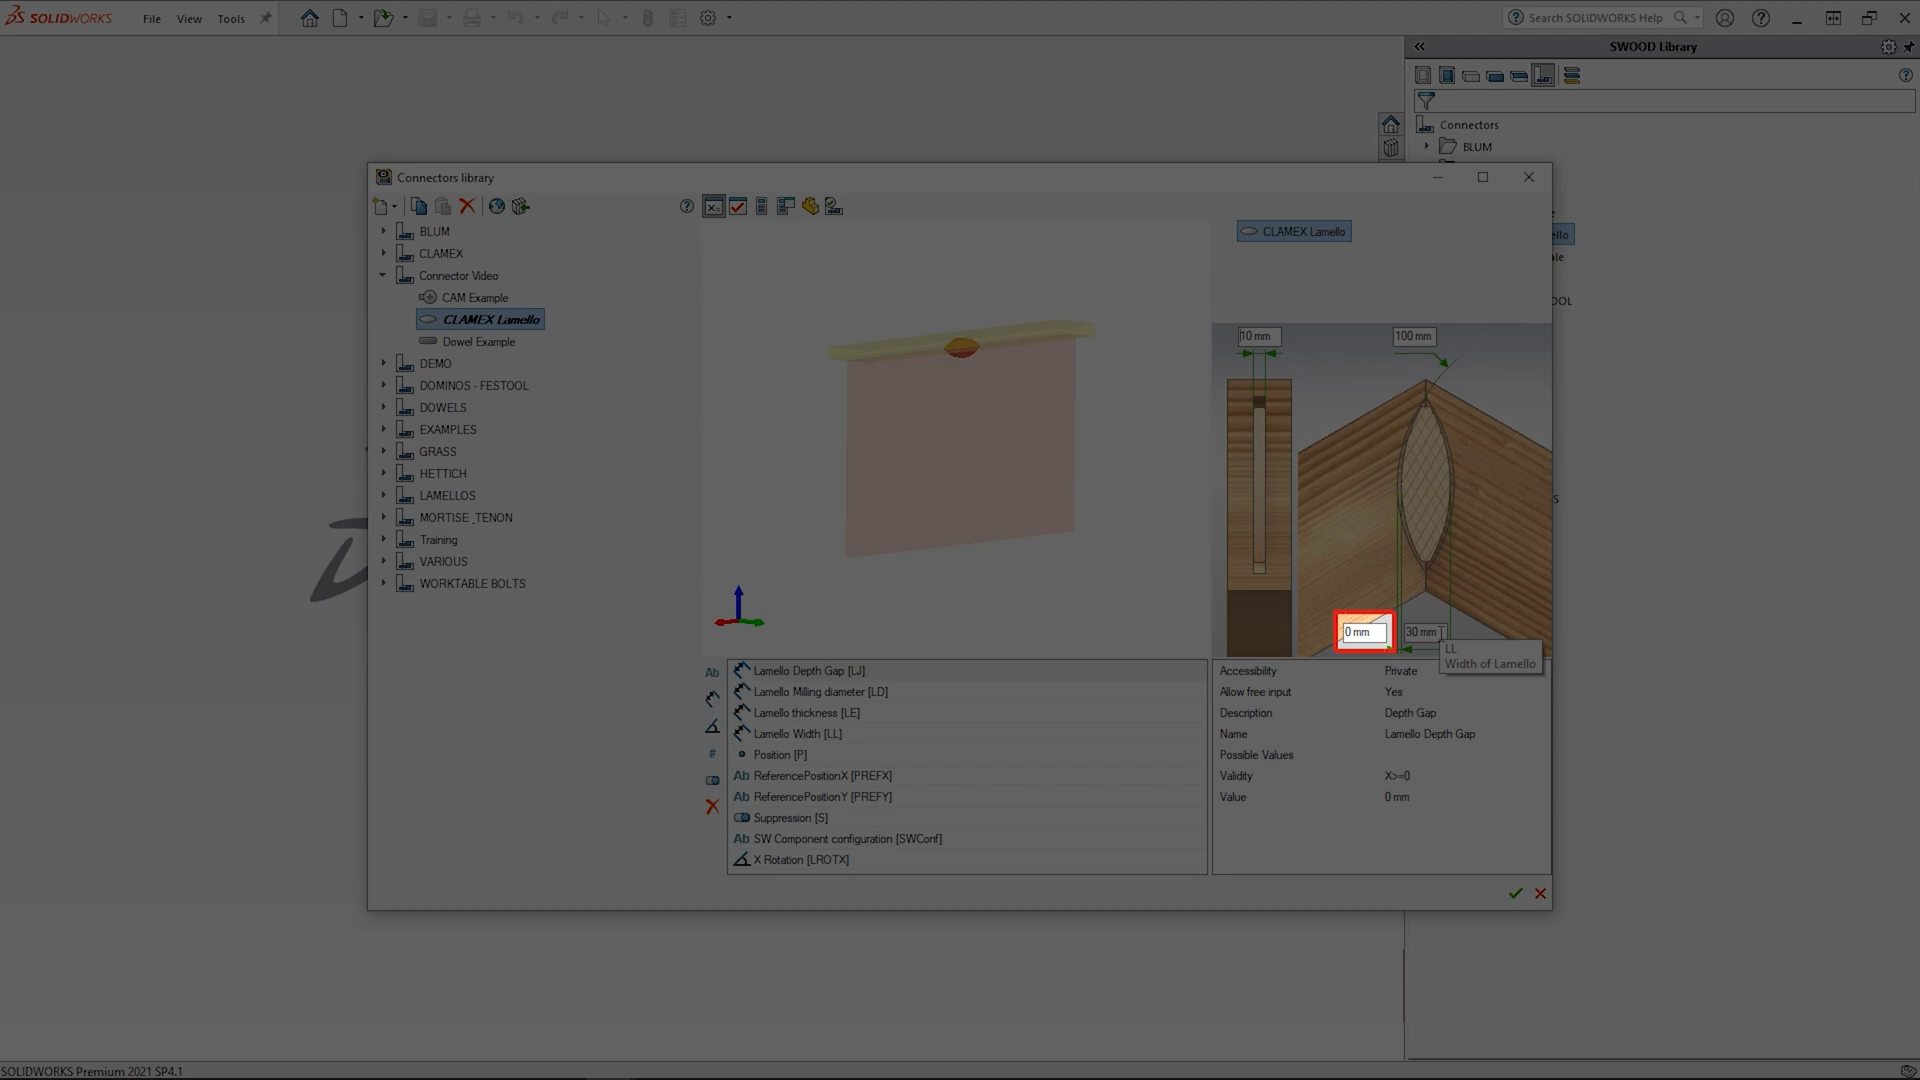 SOLIDWORKS File View Tools
Search SOLIDWORKS Help
SWOOD Library
Connectors
BLUM
Connectors library
BLUM
CLAMEX
Connector Video
CAM Example
CLAMEX Lamello
Dowel Example
DEMO
DOMINOS - FESTOOL
DOWELS
EXAMPLES
GRASS
HETTICH
LAMELLOS
MORTISE_TENON
Training
VARIOUS
WORKTABLE BOLTS
CLAMEX Lamello
10 mm
100 mm
0 mm
30 mm
LL
Width of Lamello
Ab
#
Lamello Depth Gap [LJ]
Lamello Milling diameter [LD]
Lamello thickness [LE]
Lamello Width [LL]
Position [P]
Ab ReferencePositionX [PREFX]
Ab ReferencePositionY [PREFY]
Suppression [S]
Ab SW Component configuration [SWConf]
X Rotation [LROTX]
Accessibility Private
Allow free input Yes
Description Depth Gap
Name Lamello Depth Gap
Possible Values
Validity X>=0
Value 0 mm
SOLIDWORKS Premium 2021 SP4.1